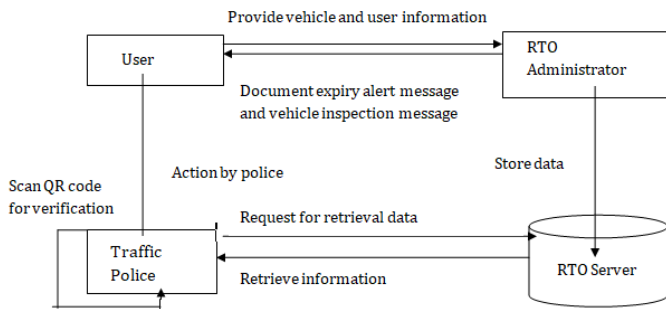 Provide vehicle and user information
User
RTO
Administrator
Document expiry alert message
and vehicle inspection message
Store data
Action by police
Scan QR code
for verification
Request for retrieval data
Traffic
Police
Retrieve information
RTO Server